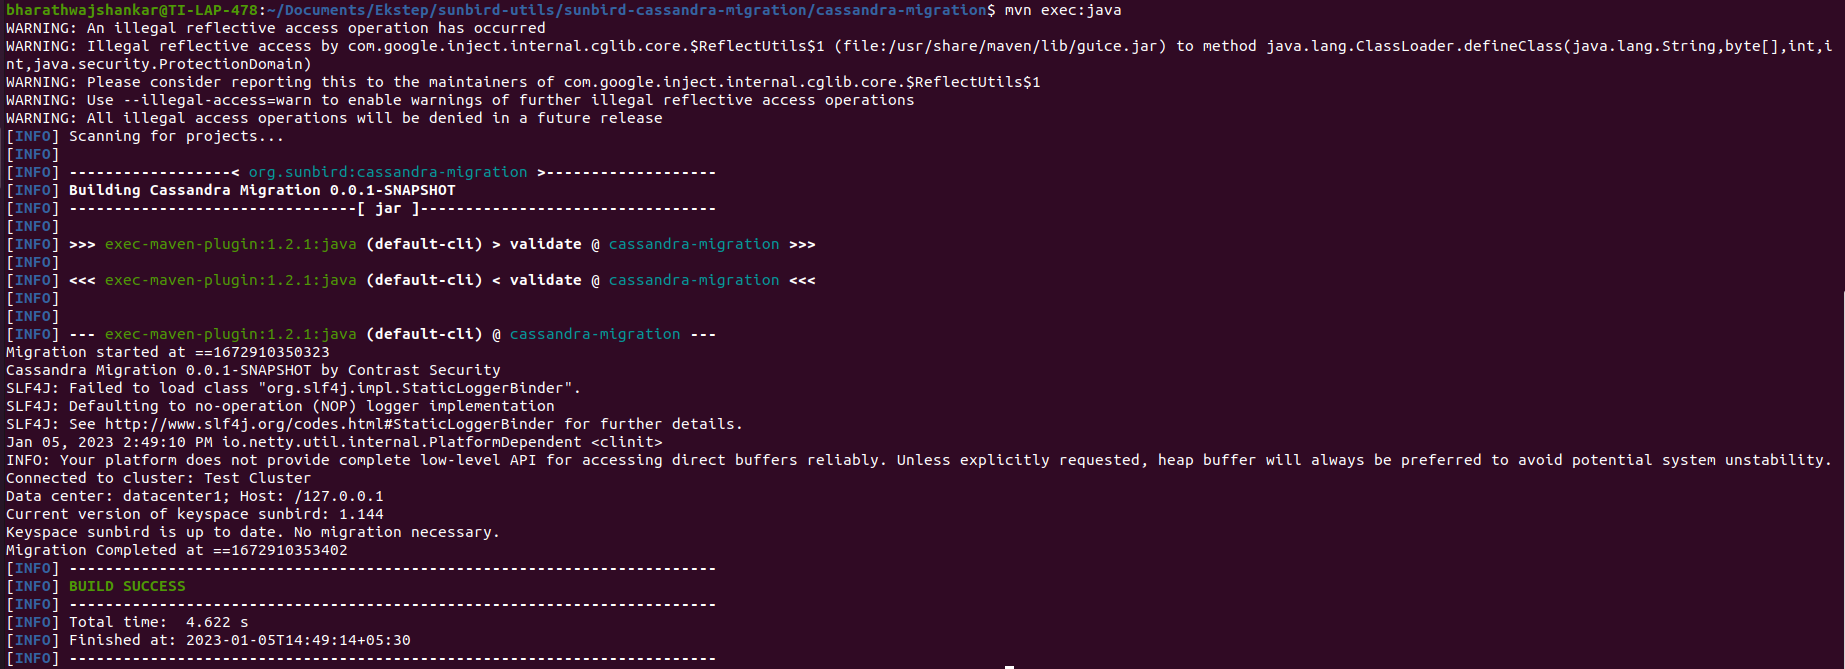 bharathwajshankar@TI-LAP-478:~/Documents/Ekstep/sunbird-utils/sunbird-cassandra-migration/cassandra-migration$ mvn exec:java
WARNING: An illegal reflective access operation has occurred
WARNING: Illegal reflective access by com.google.inject.internal.cglib.core.$ReflectUtils$1 (file:/usr/share/maven/lib/guice.jar) to method java.lang.ClassLoader.defineClass(java.lang.String,byte[],int,i
nt,java.security.ProtectionDomain)
WARNING: Please consider reporting this to the maintainers of com.google.inject.internal.cglib.core.$ReflectUtils$1
WARNING: Use --illegal-access=warn to enable warnings of further illegal reflective access operations
WARNING: All illegal access operations will be denied in a future release
[INFO] Scanning for projects...
[INFO]
[INFO] ------------------< org.sunbird:cassandra-migration >-------------------
[INFO] Building Cassandra Migration 0.0.1-SNAPSHOT
[INFO] --------------------------------[ jar ]---------------------------------
[INFO]
[INFO] >>> exec-maven-plugin:1.2.1:java (default-cli) > validate @ cassandra-migration >>>
[INFO]
[INFO] <<< exec-maven-plugin:1.2.1:java (default-cli) < validate @ cassandra-migration <<<
[INFO]
[INFO]
[INFO] --- exec-maven-plugin:1.2.1:java (default-cli) @ cassandra-migration ---
Migration started at ==1672910350323
Cassandra Migration 0.0.1-SNAPSHOT by Contrast Security
SLF4J: Failed to load class "org.slf4j.impl.StaticLoggerBinder".
SLF4J: Defaulting to no-operation (NOP) logger implementation
SLF4J: See http://www.slf4j.org/codes.html#StaticLoggerBinder for further details.
Jan 05, 2023 2:49:10 PM io.netty.util.internal.PlatformDependent <clinit>
INFO: Your platform does not provide complete low-level API for accessing direct buffers reliably. Unless explicitly requested, heap buffer will always be preferred to avoid potential system unstability.
Connected to cluster: Test Cluster
Data center: datacenter1; Host: /127.0.0.1
Current version of keyspace sunbird: 1.144
Keyspace sunbird is up to date. No migration necessary.
Migration Completed at ==1672910353402
[INFO] ------------------------------------------------------------------------
[INFO] BUILD SUCCESS
[INFO] ------------------------------------------------------------------------
[INFO] Total time:  4.622 s
[INFO] Finished at: 2023-01-05T14:49:14+05:30
[INFO] ------------------------------------------------------------------------